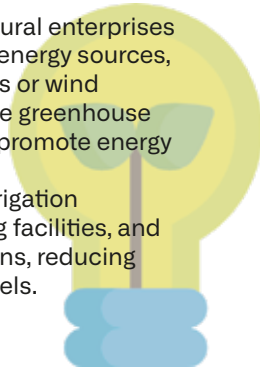 ural enterprises
energy sources,
s or wind
e greenhouse
promote energy
rigation
g facilities, and
ns, reducing
els.